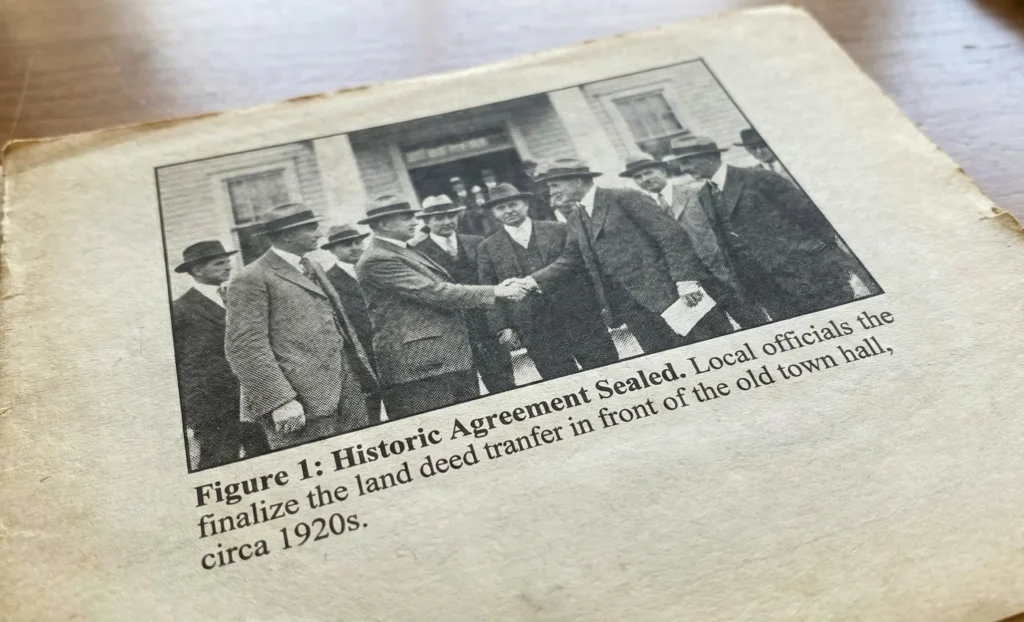 Figure 1: Historic Agreement Sealed. Local officials the
finalize the land deed tranfer in front of the old town hall,
circa 1920s.